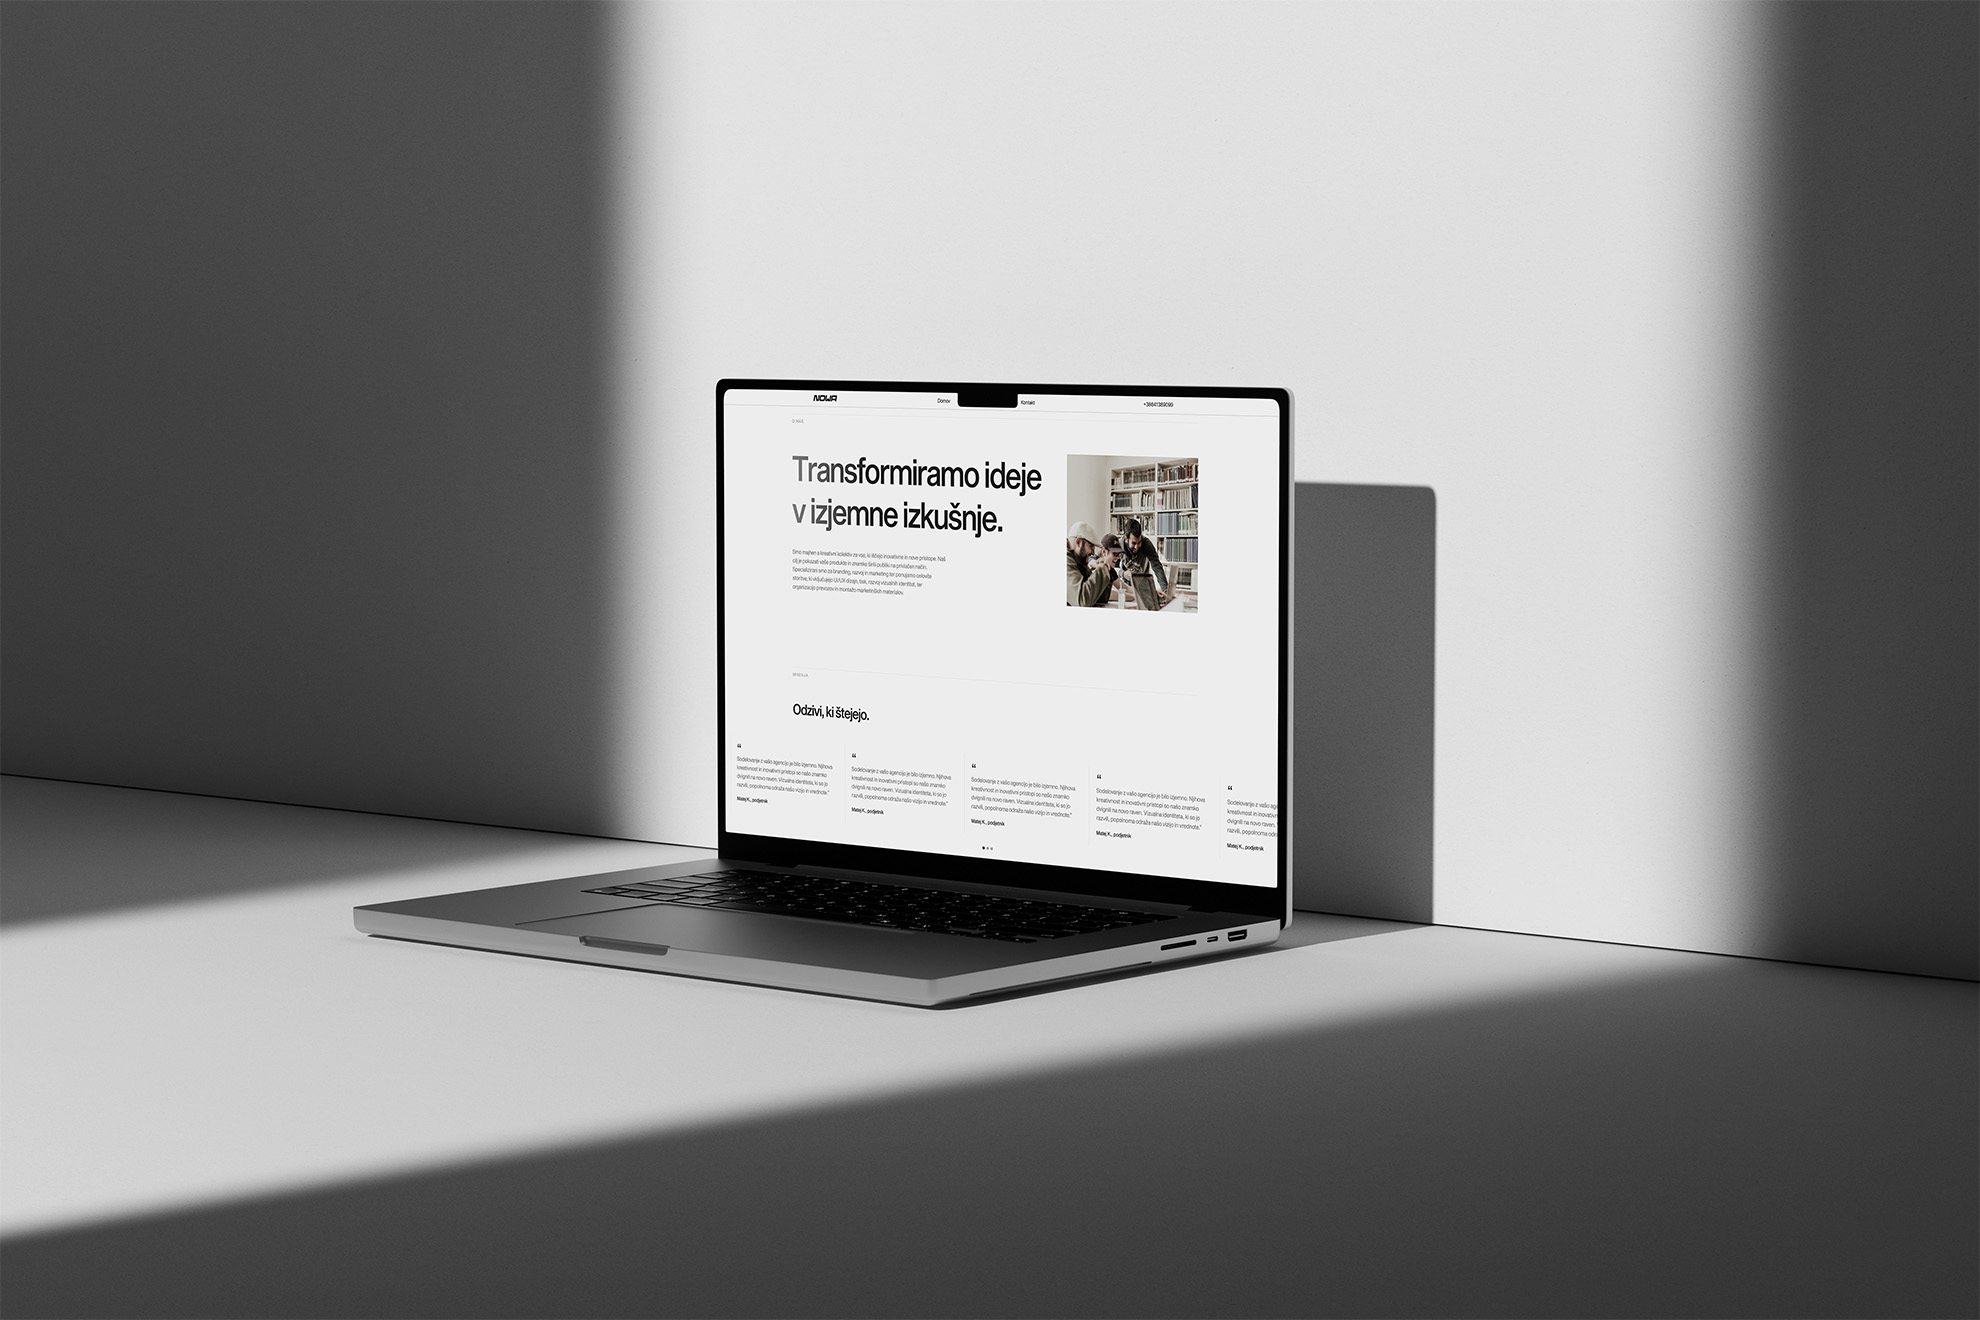 NOWA
Domov
Kontakt
+38641389099
O NAS
Transformiramo ideje
v izjemne izkušnje.
Smo majhen a kreativni kolektiv za vse, ki iščejo inovativne in nove pristope. Naš
cilj je pokazati vaše produkte in znamke širši publiki na privlačen način.
Specializirani smo za branding, razvoj in marketing ter ponujamo celovite
storitve, ki vključujejo UI/UX dizajn, tisk, razvoj vizualnih identitet, ter
organizacijo prevozov in montažo marketinških materialov.
MNENJA
Odzivi, ki štejejo.
“
Sodelovanje z vašo agencijo je bilo izjemno. Njihova
kreativnost in inovativni pristopi so našo znamko
dvignili na novo raven. Vizualna identiteta, ki so jo
razvili, popolnoma odraža našo vizijo in vrednote."
Matej K., podjetnik
“
Sodelovanje z vašo agencijo je bilo izjemno. Njihova
kreativnost in inovativni pristopi so našo znamko
dvignili na novo raven. Vizualna identiteta, ki so jo
razvili, popolnoma odraža našo vizijo in vrednote."
Matej K., podjetnik
“
Sodelovanje z vašo agencijo je bilo izjemno. Njihova
kreativnost in inovativni pristopi so našo znamko
dvignili na novo raven. Vizualna identiteta, ki so jo
razvili, popolnoma odraža našo vizijo in vrednote."
Matej K., podjetnik
“
Sodelovanje z vašo agencijo je bilo izjemno. Njihova
kreativnost in inovativni pristopi so našo znamko
dvignili na novo raven. Vizualna identiteta, ki so jo
razvili, popolnoma odraža našo vizijo in vrednote."
Matej K., podjetnik
“
Sodelovanje z vašo ag
kreativnost in inovativn
dvignili na novo raven.
razvili, popolnoma odr
Matej K., podjetnik